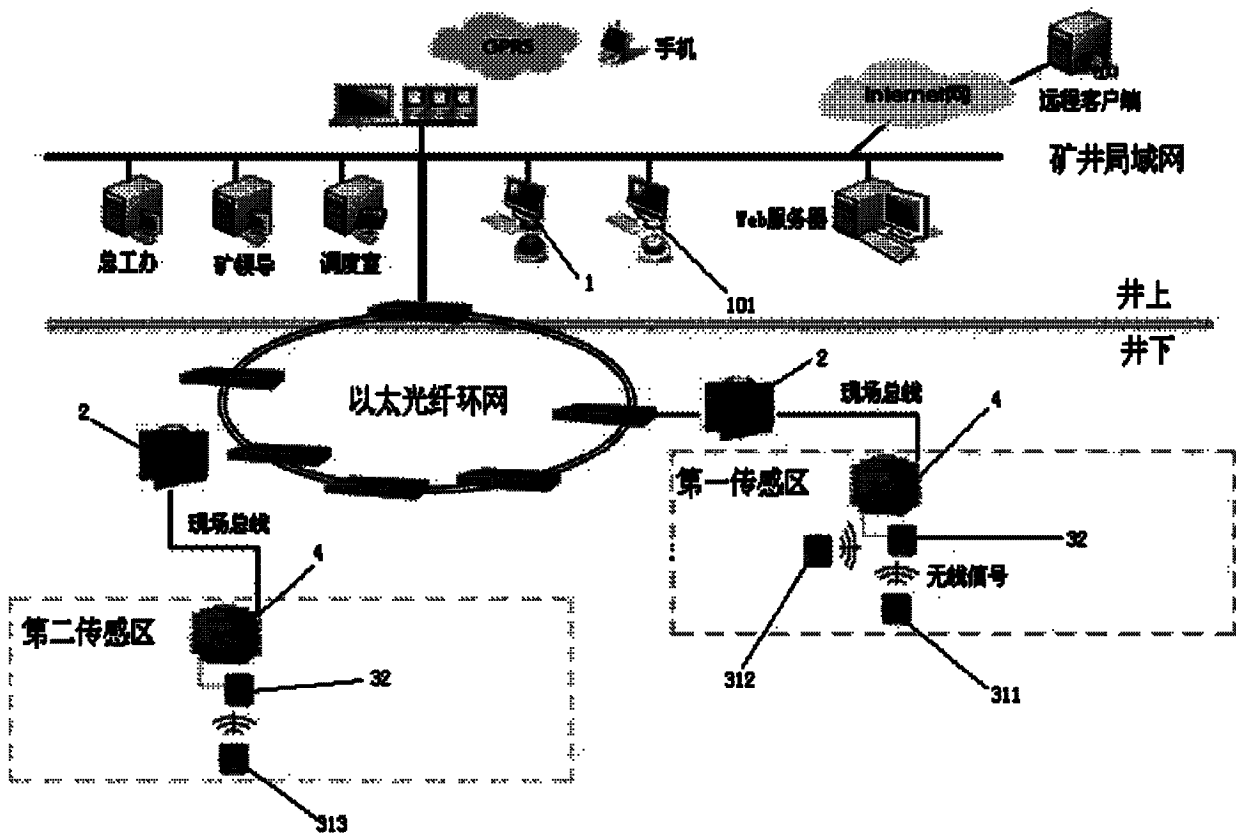 GPRS
手机
Internet网
远程客户端
矿井局域网
总工办
矿领导
调度室
1
101
Web服务器
井上
井下
以太光纤环网
2
现场总线
4
2
第一传感区
32
无线信号
312
311
现场总线
4
第二传感区
32
313